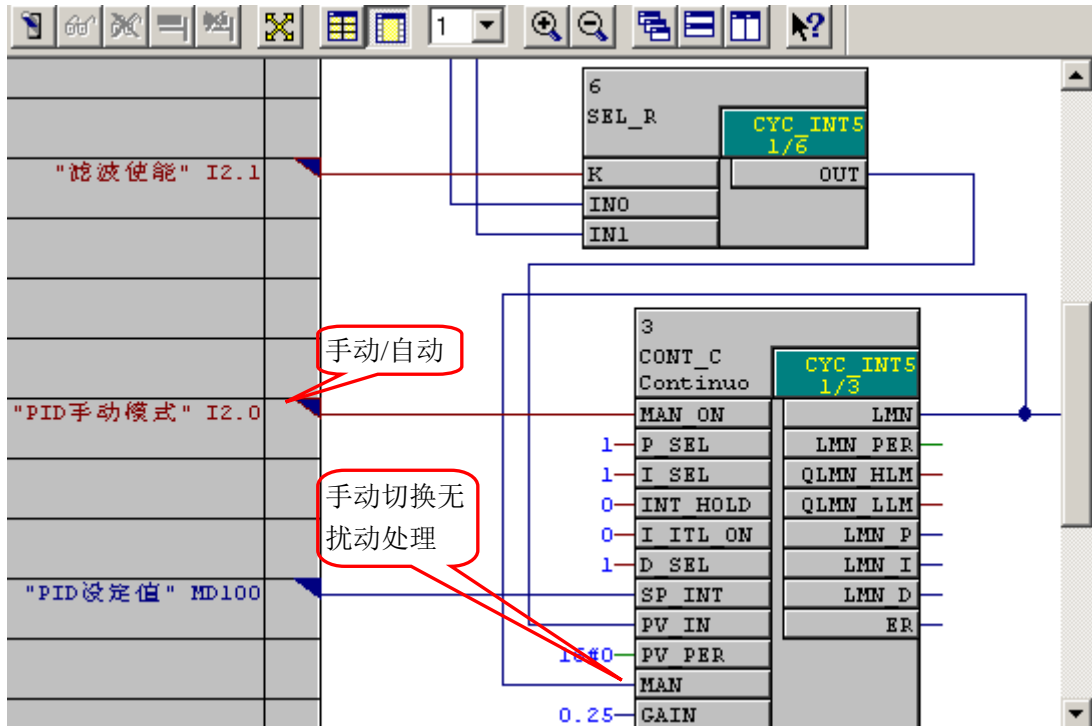 1
6
SEL_R
CYC_INT5
1/6
"滤波使能" I2.1
K
OUT
IN0
IN1
手动/自动
3
CONT_C
Continuo
CYC_INT5
1/3
"PID手动模式" I2.0
MAN_ON
LMN
1
P_SEL
LMN_PER
1
I_SEL
QLMN_HLM
手动切换无
扰动处理
0
INT_HOLD
QLMN_LLM
0
I_ITL_ON
LMN_P
1
D_SEL
LMN_I
"PID设定值" MD100
SP_INT
LMN_D
PV_IN
ER
16#0
PV_PER
MAN
0.25
GAIN